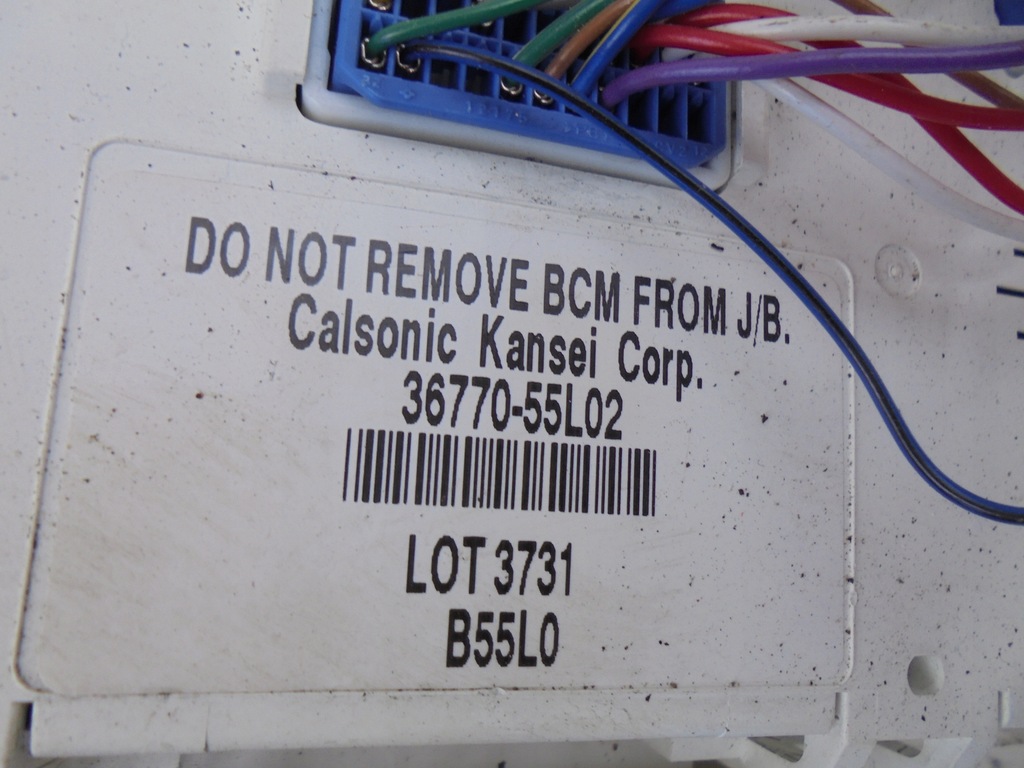 DO NOT REMOVE BCM FROM J/B.
Calsonic Kansei Corp.
36770-55L02
LOT 3731
B55L0